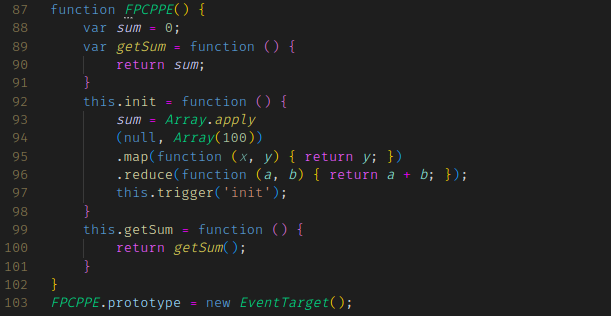 87 function FPCPPE() {
88 var sum = 0;
89 var getSum = function () {
90 return sum;
91 }
92 this.init = function () {
93 sum = Array.apply
94 (null, Array(100))
95 .map(function (x, y) { return y; })
96 .reduce(function (a, b) { return a + b; });
97 this.trigger('init');
98 }
99 this.getSum = function () {
100 return getSum();
101 }
102 }
103 FPCPPE.prototype = new EventTarget();